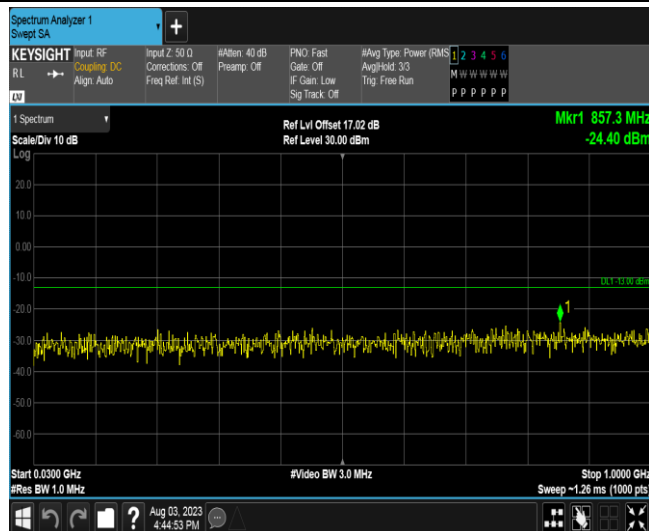 Spectrum Analyzer 1
Swept SA
+
KEYSIGHT
RL
Input: RF
Coupling: DC
Align: Auto
Input Z: 50 Ω
Corrections: Off
Freq Ref: Int (S)
#Atten: 40 dB
Preamp: Off
PNO: Fast
Gate: Off
IF Gain: Low
Sig Track: Off
#Avg Type: Power (RMS
Avg|Hold: 3/3
Trig: Free Run
1 2 3 4 5 6
M W W W W W
P P P P P P
LXI
1 Spectrum
Scale/Div 10 dB
Log
Ref Lvl Offset 17.02 dB
Ref Level 30.00 dBm
Mkr1 857.3 MHz
-24.40 dBm
20.0
10.0
0.00
-10.0
DL1 -13.00 dBm
-20.0
1
-30.0
-40.0
-50.0
-60.0
Start 0.0300 GHz
#Res BW 1.0 MHz
#Video BW 3.0 MHz
Stop 1.0000 GHz
Sweep ~1.26 ms (1000 pts)
?
Aug 03, 2023
4:44:53 PM